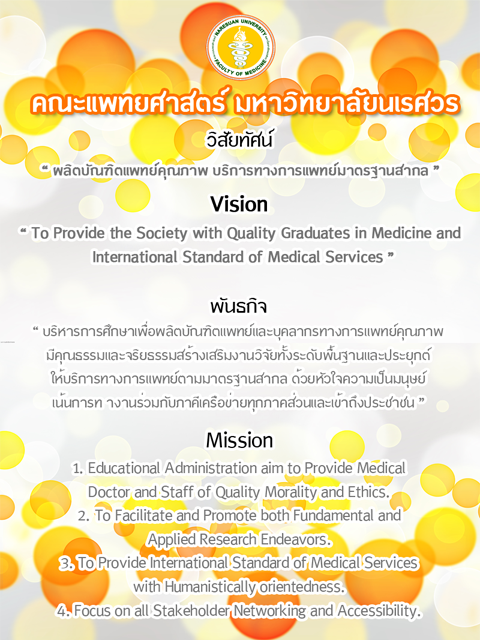 NARESUAN UNIVERSITY
FACULTY OF MEDICINE
คณะแพทยศาสตร์ มหาวิทยาลัยนเรศวร
วิสัยทัศน์
“ ผลิตบัณฑิตแพทย์คุณภาพ บริการทางการแพทย์มาตรฐานสากล ”
Vision
“ To Provide the Society with Quality Graduates in Medicine and
International Standard of Medical Services ”
พันธกิจ
“ บริหารการศึกษาเพื่อผลิตบัณฑิตแพทย์และบุคลากรทางการแพทย์คุณภาพ
มีคุณธรรมและจริยธรรมสร้างเสริมงานวิจัยทั้งระดับพื้นฐานและประยุกต์
ให้บริการทางการแพทย์ตามมาตรฐานสากล ด้วยหัวใจความเป็นมนุษย์
เน้นการท างานร่วมกับภาคีเครือข่ายทุกภาคส่วนและเข้าถึงประชาชน ”
Mission
1. Educational Administration aim to Provide Medical
Doctor and Staff of Quality Morality and Ethics.
2. To Facilitate and Promote both Fundamental and
Applied Research Endeavors.
3. To Provide International Standard of Medical Services
with Humanistically orientedness.
4. Focus on all Stakeholder Networking and Accessibility.